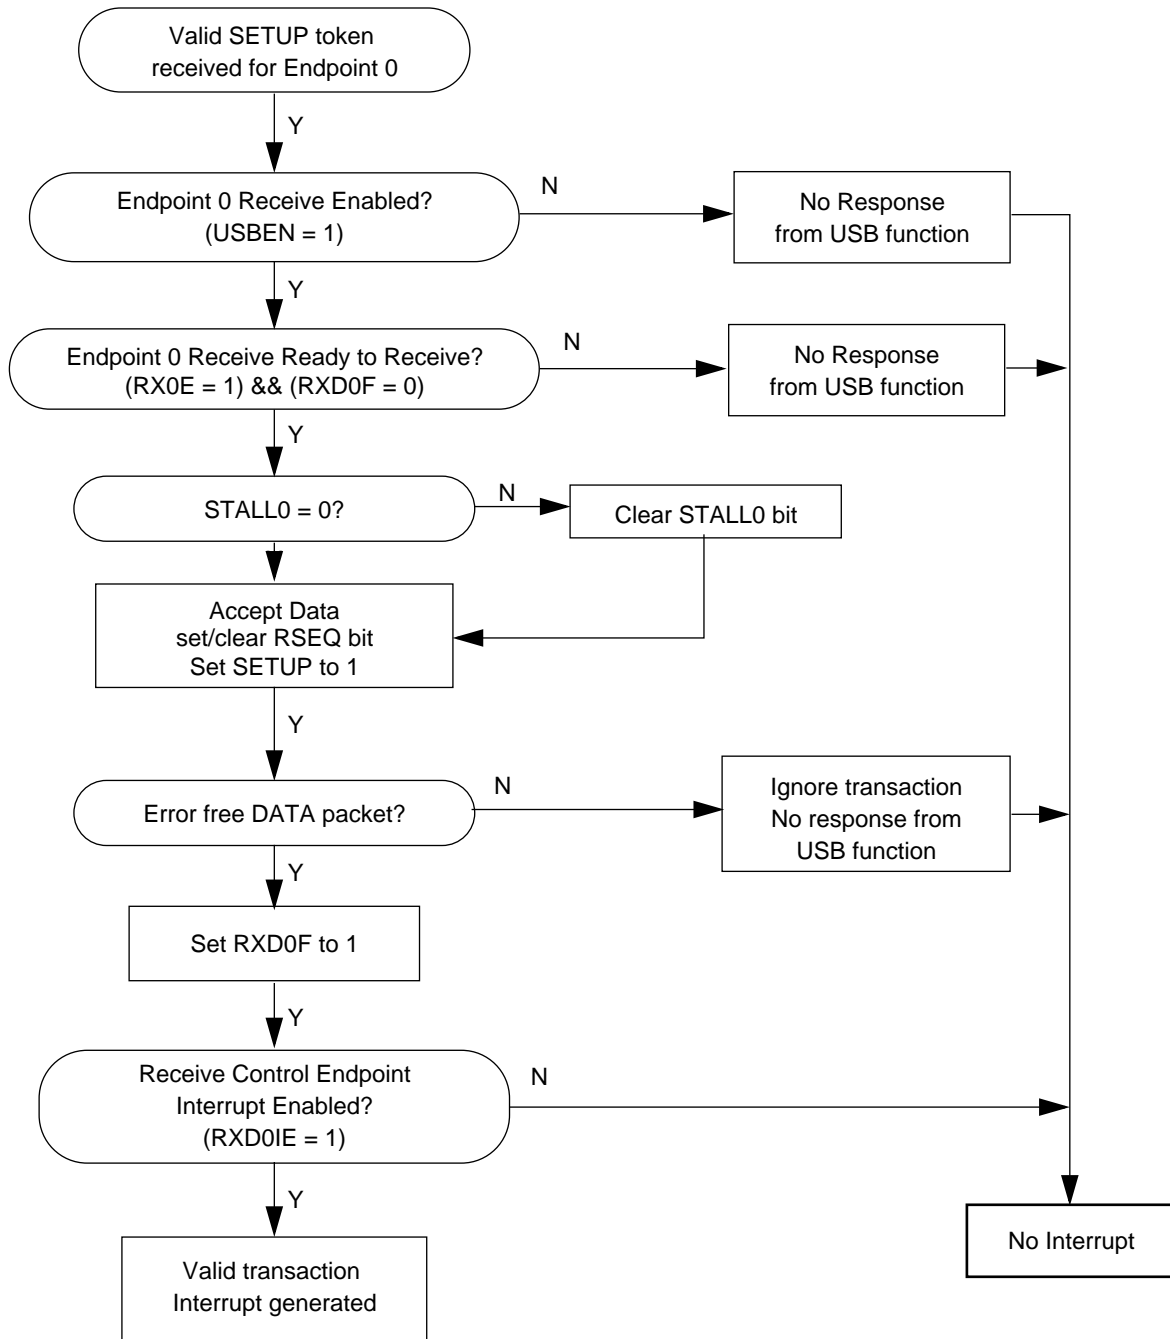 Valid SETUP token
received for Endpoint 0
Y
Endpoint 0 Receive Enabled?
(USBEN = 1)
N
No Response
from USB function
Y
Endpoint 0 Receive Ready to Receive?
(RX0E = 1) && (RXD0F = 0)
N
No Response
from USB function
Y
STALL0 = 0?
N
Clear STALL0 bit
Accept Data
set/clear RSEQ bit
Set SETUP to 1
Y
Error free DATA packet?
N
Ignore transaction
No response from
USB function
Y
Set RXD0F to 1
Y
Receive Control Endpoint
Interrupt Enabled?
(RXD0IE = 1)
N
Y
No Interrupt
Valid transaction
Interrupt generated